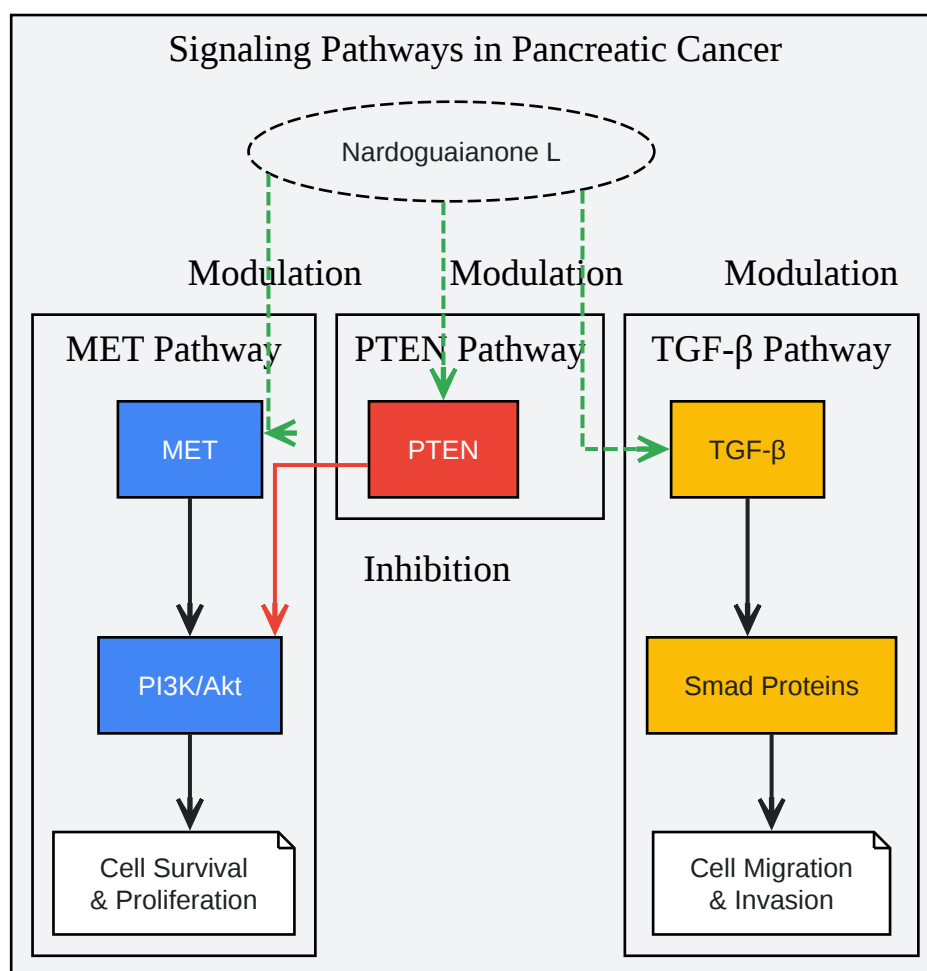 Signaling Pathways in Pancreatic Cancer
Nardoguaianone L
Modulation
Modulation
Modulation
MET Pathway
PTEN Pathway
TGF-β Pathway
MET
PTEN
TGF-β
Inhibition
PI3K/Akt
Smad Proteins
Cell Survival
& Proliferation
Cell Migration
& Invasion